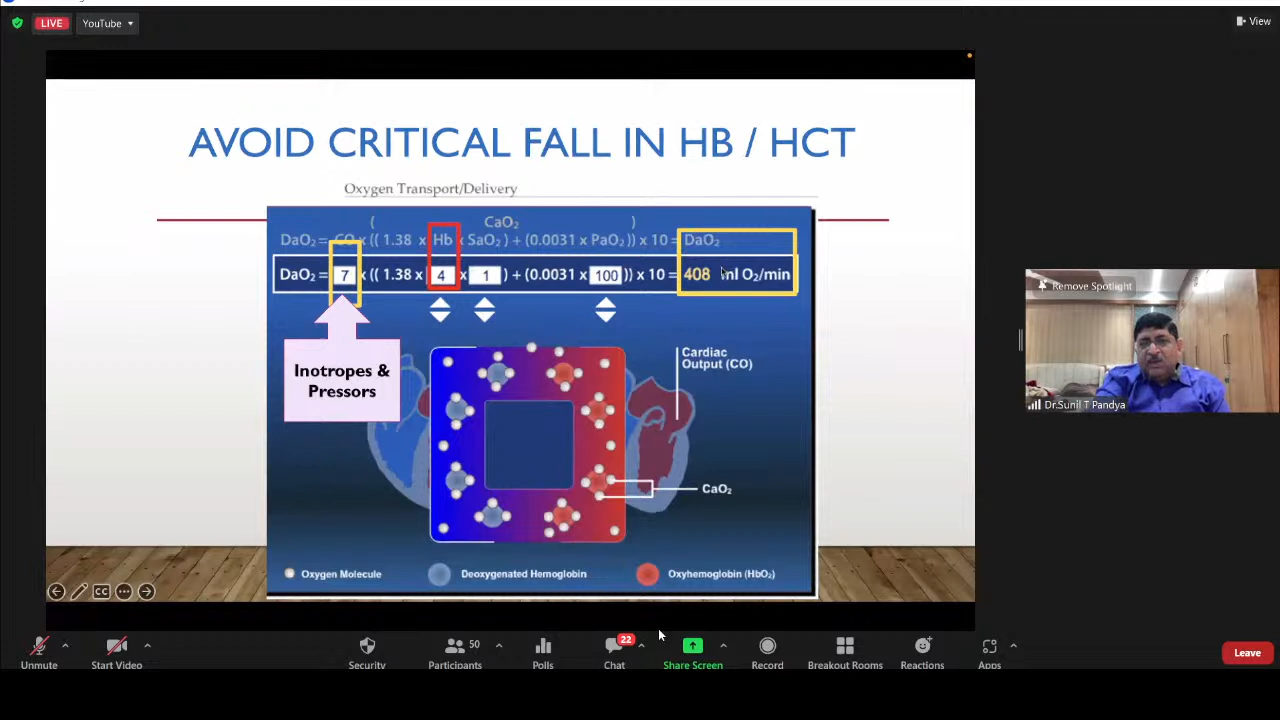 LIVE
YouTube
View
AVOID CRITICAL FALL IN HB / HCT
Oxygen Transport/Delivery
( CaO₂ )
DaO₂ = CO x (( 1.38 x Hb x SaO₂ ) + (0.0031 x PaO₂ )) x 10 = DaO₂
DaO₂ = 7 x (( 1.38 x 4 x 1 ) + (0.0031 x 100 )) x 10 = 408 ml O₂/min
Inotropes &
Pressors
Cardiac
Output (CO)
CaO₂
Oxygen Molecule
Deoxygenated Hemoglobin
Oxyhemoglobin (HbO₂)
CC
Remove Spotlight
Dr.Sunil T Pandya
Unmute
Start Video
Security
Participants
50
Polls
Chat
22
Share Screen
Record
Breakout Rooms
Reactions
Apps
Leave